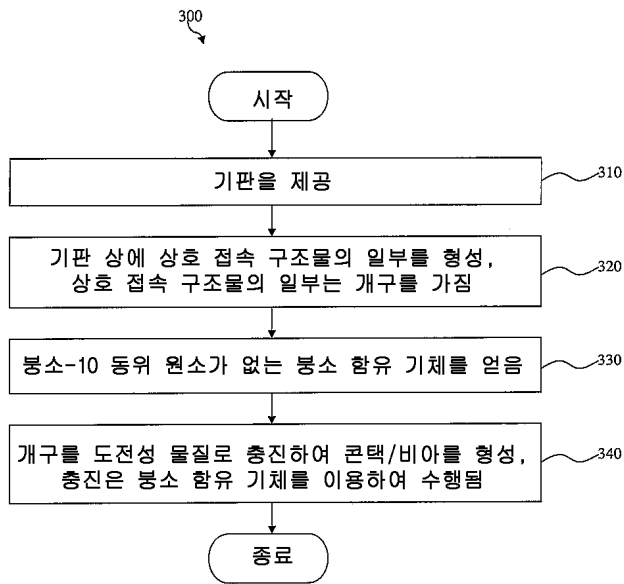 300
시작
기판을 제공
310
기판 상에 상호 접속 구조물의 일부를 형성,
상호 접속 구조물의 일부는 개구를 가짐
320
붕소-10 동위 원소가 없는 붕소 함유 기체를 얻음
330
개구를 도전성 물질로 충진하여 콘택/비아를 형성,
충진은 붕소 함유 기체를 이용하여 수행됨
340
종료